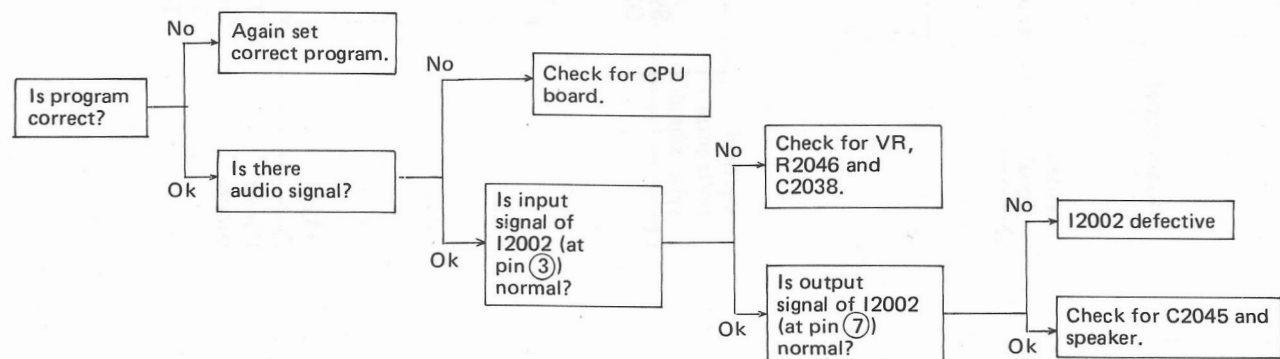 No
Again set
correct program.
Is program
correct?
Ok
Is there
audio signal?
No
Check for CPU
board.
Ok
Is input
signal of
I2002 (at
pin ③)
normal?
No
Check for VR,
R2046 and
C2038.
Ok
Is output
signal of I2002
(at pin ⑦)
normal?
No
I2002 defective
Ok
Check for C2045 and
speaker.